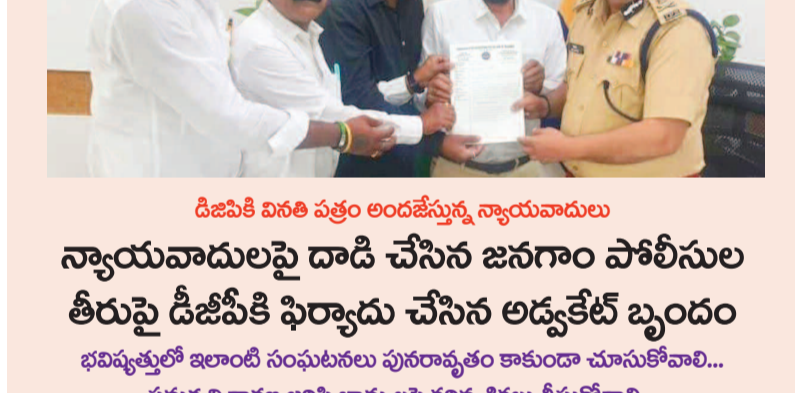 డిజిపికి వినతి పత్రం అందజేస్తున్న న్యాయవాదులు
న్యాయవాదులపై దాడి చేసిన జనగాం పోలీసుల
తీరుపై డీజీపీకి ఫిర్యాదు చేసిన అడ్వకేట్ బృందం
భవిష్యత్తులో ఇలాంటి సంఘటనలు పునరావృతం కాకుండా చూసుకోవాలి...